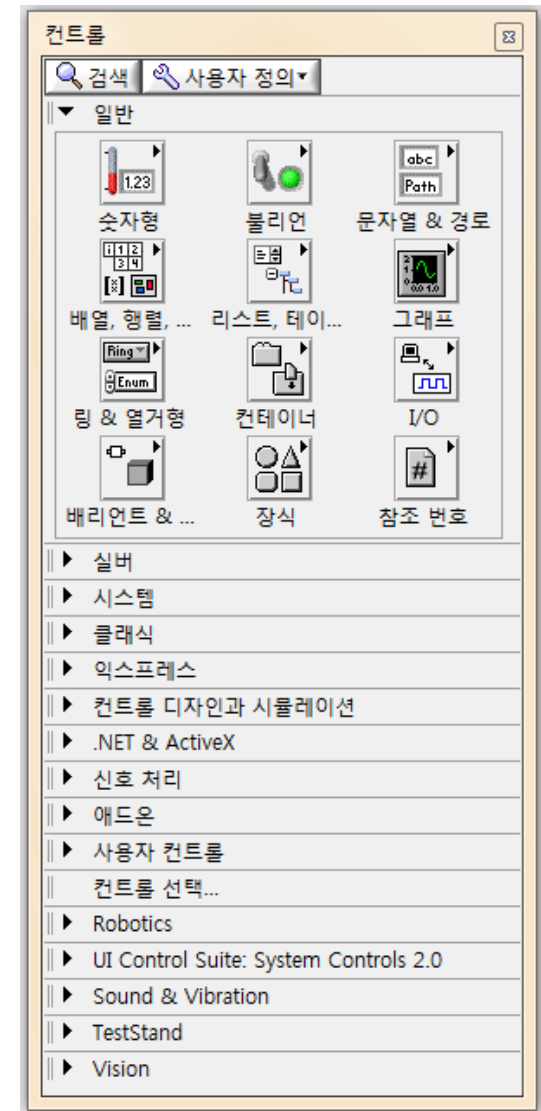 컨트롤
검색 사용자 정의
일반
1.23 abc Path
숫자형 불리언 문자열 & 경로
배열, 행렬, ... 리스트, 테이... 그래프
Ring Enum
링 & 열거형 컨테이너 I/O
#
배리언트 & ... 장식 참조 번호
실버
시스템
클래식
익스프레스
컨트롤 디자인과 시뮬레이션
.NET & ActiveX
신호 처리
애드온
사용자 컨트롤
컨트롤 선택...
Robotics
UI Control Suite: System Controls 2.0
Sound & Vibration
TestStand
Vision